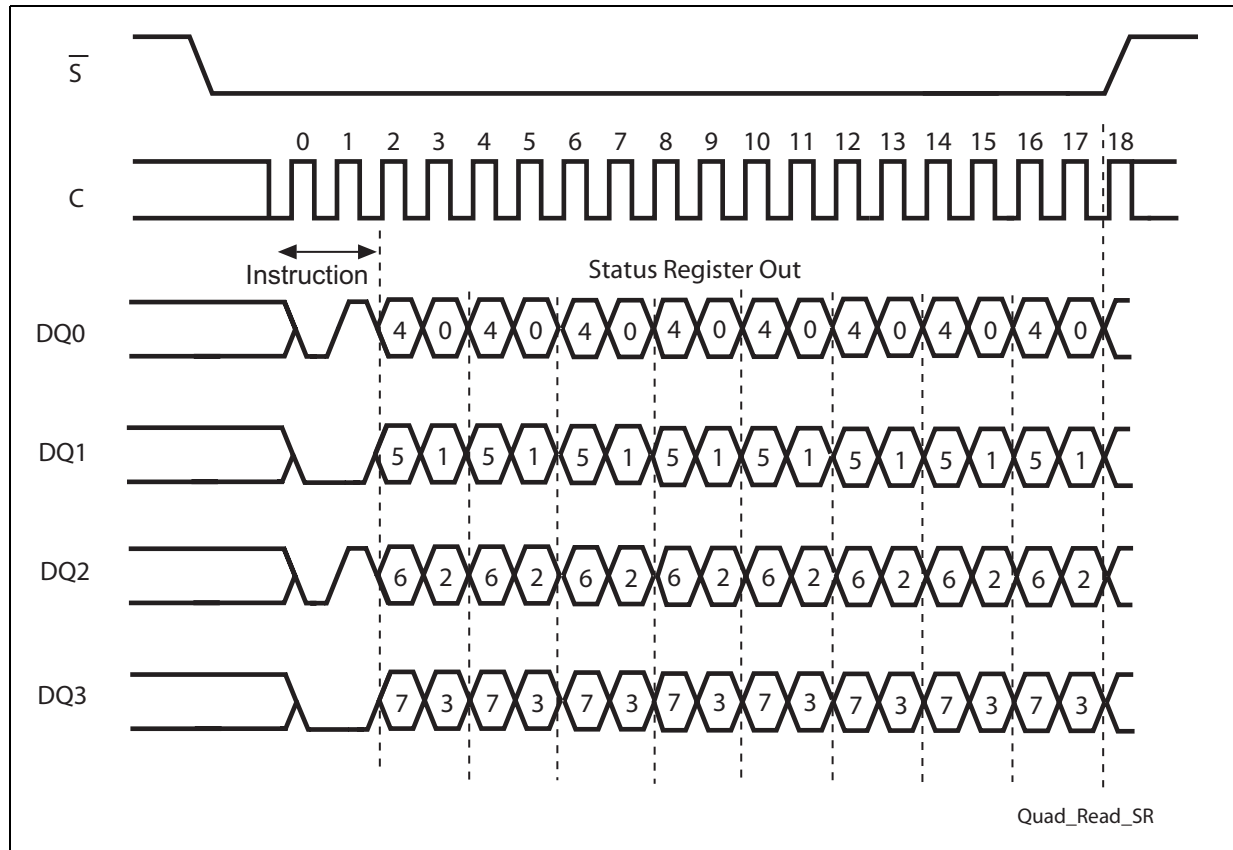 S
0 1 2 3 4 5 6 7 8 9 10 11 12 13 14 15 16 17 18
C
Instruction
Status Register Out
DQ0 4 0 4 0 4 0 4 0 4 0 4 0 4 0 4 0
DQ1 5 1 5 1 5 1 5 1 5 1 5 1 5 1 5 1
DQ2 6 2 6 2 6 2 6 2 6 2 6 2 6 2 6 2
DQ3 7 3 7 3 7 3 7 3 7 3 7 3 7 3 7 3
Quad_Read_SR